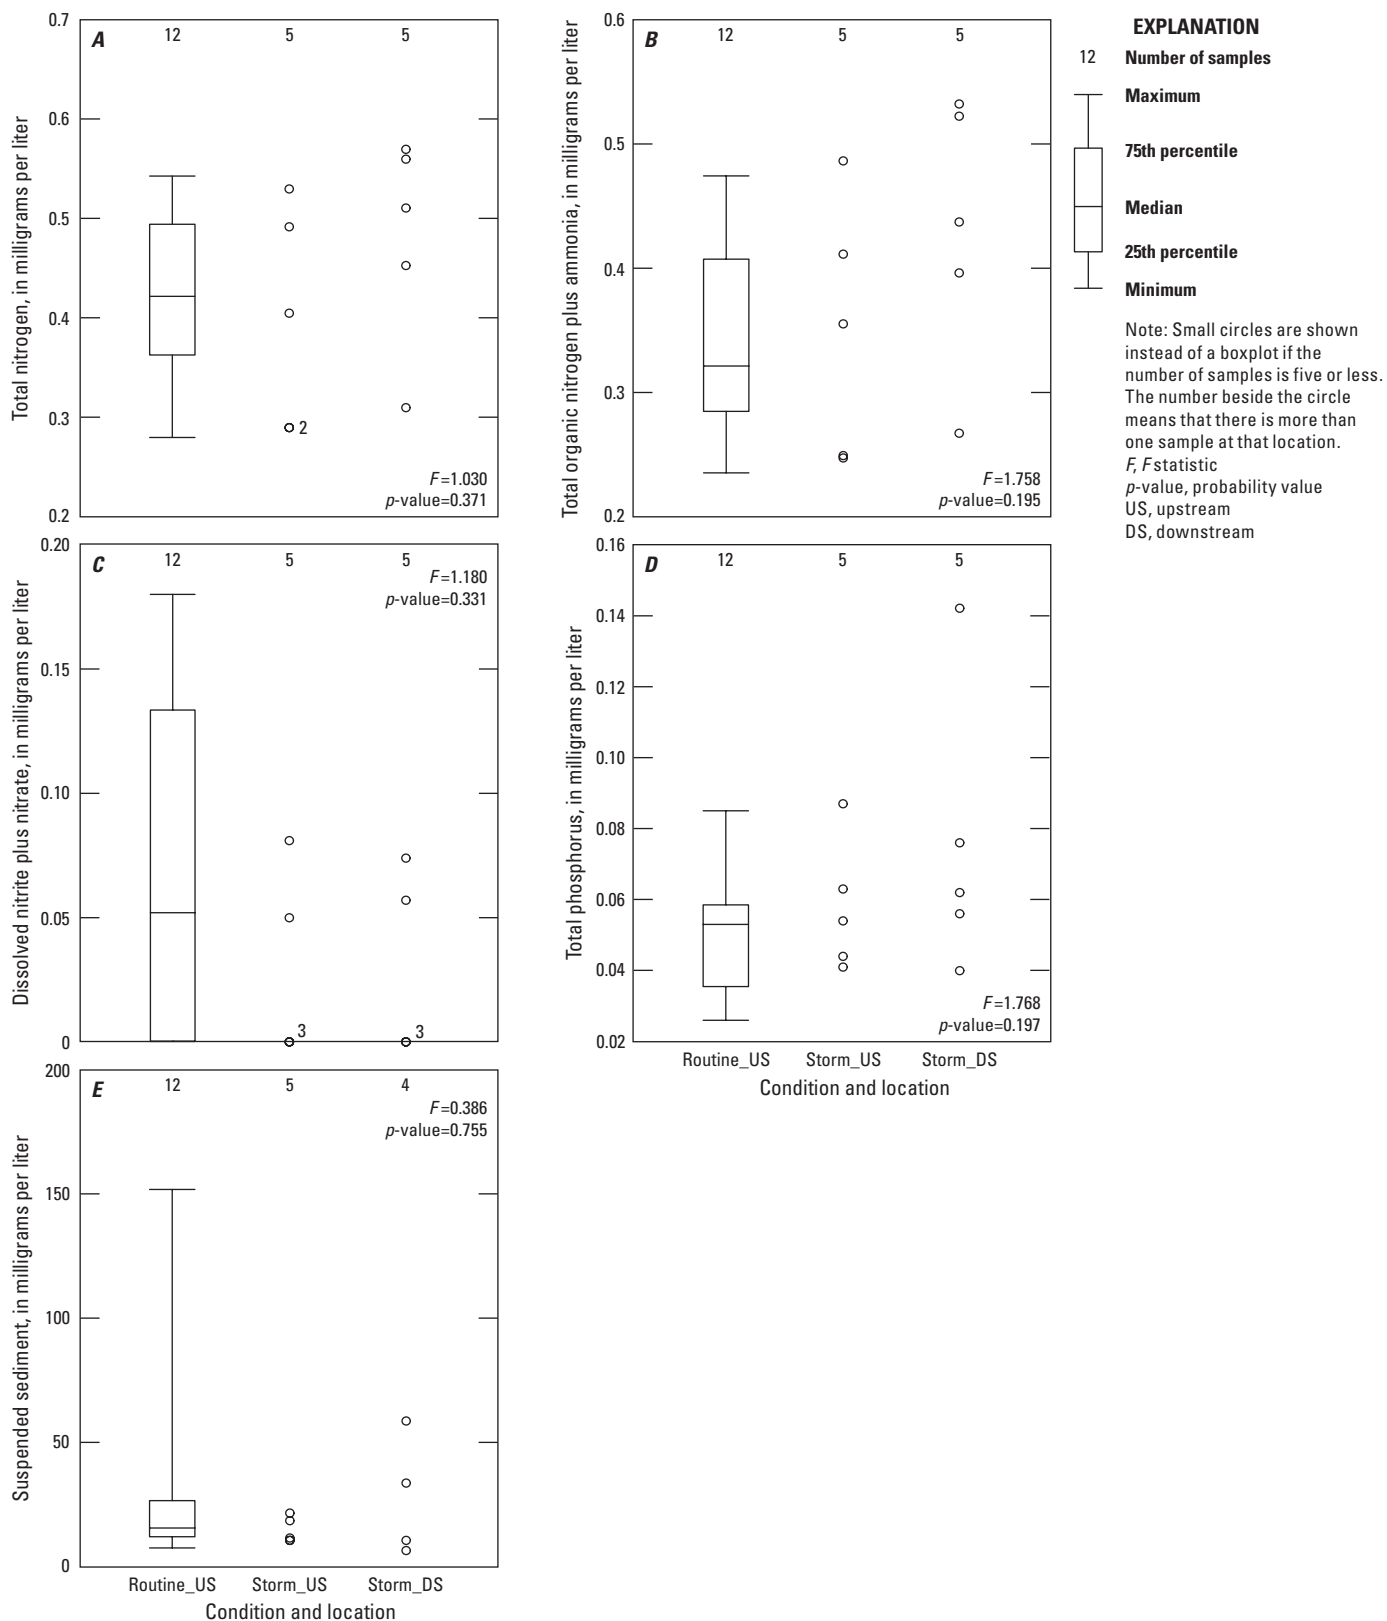 A
12
5
5
0.7
0.6
0.5
0.4
0.3
0.2
Total nitrogen, in milligrams per liter
2
F=1.030
p-value=0.371
B
12
5
5
0.6
0.5
0.4
0.3
0.2
Total organic nitrogen plus ammonia, in milligrams per liter
F=1.758
p-value=0.195
EXPLANATION
12 Number of samples
Maximum
75th percentile
Median
25th percentile
Minimum
Note: Small circles are shown
instead of a boxplot if the
number of samples is five or less.
The number beside the circle
means that there is more than
one sample at that location.
F, F statistic
p-value, probability value
US, upstream
DS, downstream
C
12
5
5
F=1.180
p-value=0.331
0.20
0.15
0.10
0.05
0
Dissolved nitrite plus nitrate, in milligrams per liter
3
3
D
12
5
5
0.16
0.14
0.12
0.10
0.08
0.06
0.04
0.02
Total phosphorus, in milligrams per liter
F=1.768
p-value=0.197
Routine_US
Storm_US
Storm_DS
Condition and location
E
12
5
4
F=0.386
p-value=0.755
200
150
100
50
0
Suspended sediment, in milligrams per liter
Routine_US
Storm_US
Storm_DS
Condition and location